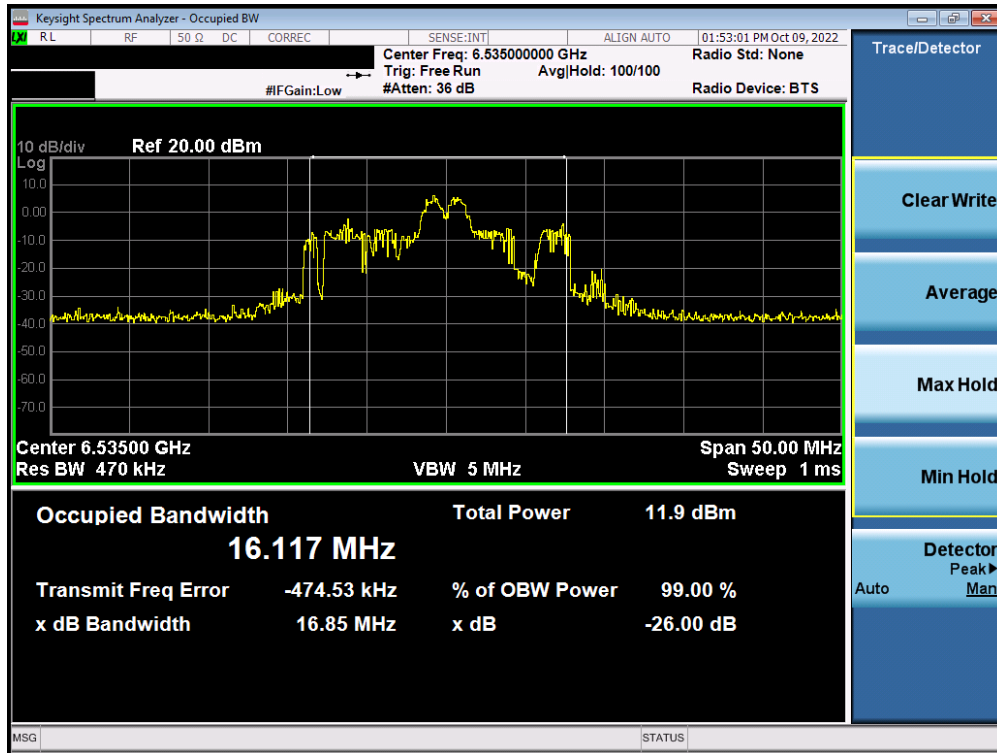 Keysight Spectrum Analyzer - Occupied BW
LXI RL RF 50 Ω DC CORREC SENSE:INT ALIGN AUTO 01:53:01 PM Oct 09, 2022
Center Freq: 6.535000000 GHz Radio Std: None
Trig: Free Run Avg|Hold: 100/100
#IFGain:Low #Atten: 36 dB Radio Device: BTS
Trace/Detector
10 dB/div Ref 20.00 dBm
Log
10.0
0.00
-10.0
-20.0
-30.0
-40.0
-50.0
-60.0
-70.0
Center 6.53500 GHz Span 50.00 MHz
Res BW 470 kHz VBW 5 MHz Sweep 1 ms
Occupied Bandwidth Total Power 11.9 dBm
16.117 MHz
Transmit Freq Error -474.53 kHz % of OBW Power 99.00 %
x dB Bandwidth 16.85 MHz x dB -26.00 dB
Clear Write
Average
Max Hold
Min Hold
Detector
Peak▶
Auto Man
MSG STATUS